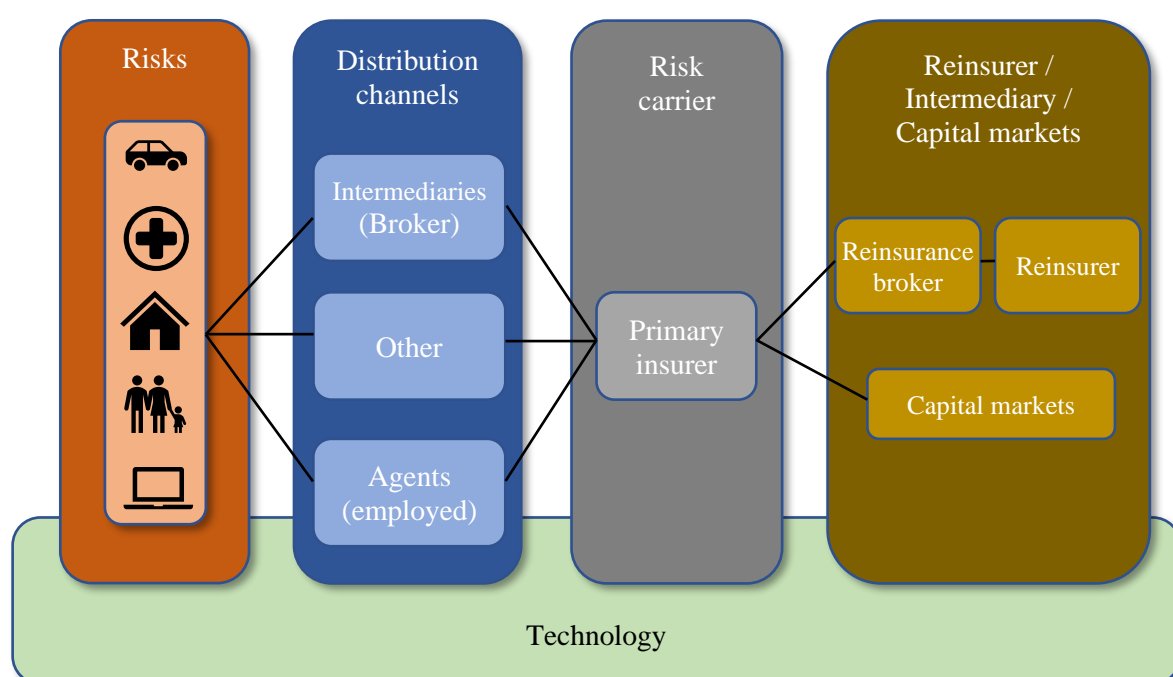 Risks
Distribution
channels
Intermediaries
(Broker)
Other
Agents
(employed)
Risk
carrier
Primary
insurer
Reinsurer /
Intermediary /
Capital markets
Reinsurance
broker
Reinsurer
Capital markets
Technology